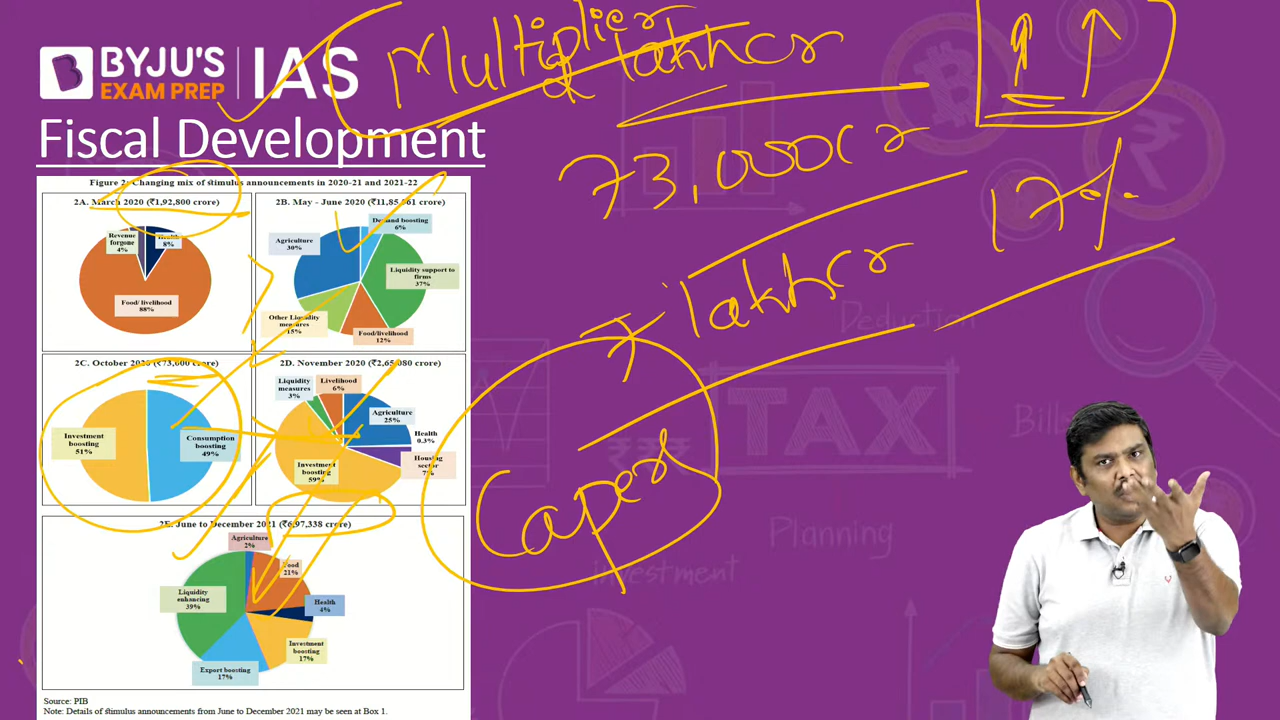 BYJU'S
EXAM PREP
IAS
Multiplier
2 lakh cr
73,000 cr
17%
7 lakh cr
Capex
Fiscal Development
Figure 2: Changing mix of stimulus announcements in 2020-21 and 2021-22
2A. March 2020 (₹1,92,800 crore)
Revenue
forgone
4%
Health
8%
Food/ livelihood
88%
2B. May - June 2020
Demand boosting
6%
Agriculture
30%
Liquidity support to
firms
37%
Other Liquidity
measures
15%
Food/livelihood
12%
2C. October 2020 (₹73,000 crore)
Investment
boosting
51%
Consumption
boosting
49%
2D. November 2020 (₹2,65,080 crore)
Liquidity
measures
3%
Livelihood
6%
Agriculture
25%
Health
0.3%
Investment
boosting
59%
Housing
sector
7%
2E. June to December 2021 (₹6,97,338 crore)
Agriculture
2%
Food
21%
Liquidity
enhancing
39%
Health
4%
Investment
boosting
17%
Export boosting
17%
Source: PIB
Note: Details of stimulus announcements from June to December 2021 may be seen at Box 1.
Deduction
TAX
Bills
Planning
investment